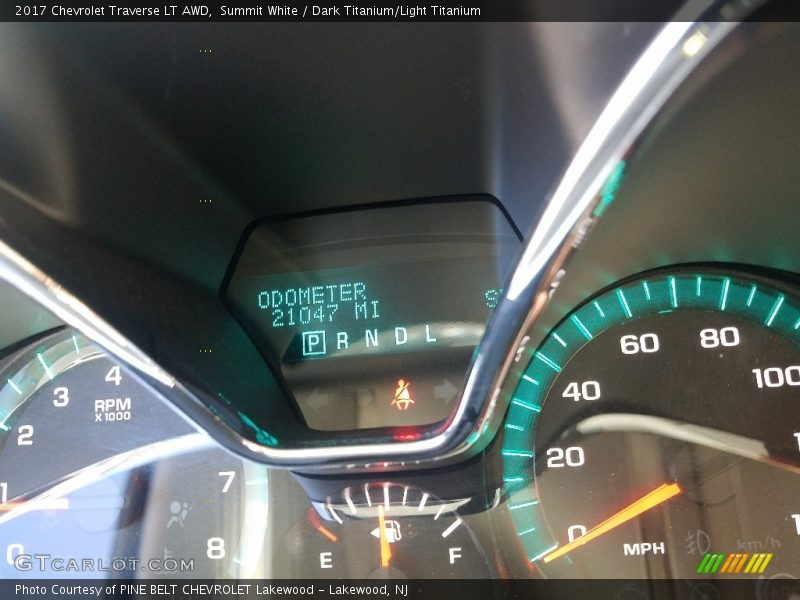 2017 Chevrolet Traverse LT AWD,  Summit White / Dark Titanium/Light Titanium
ODOMETER
21047 MI
P R N D L
4
3
RPM
X1000
2
1
0
7
8
E
F
0
20
40
60
80
100
MPH
km/h
GTcarlot.com
Photo Courtesy of PINE BELT CHEVROLET Lakewood - Lakewood, NJ